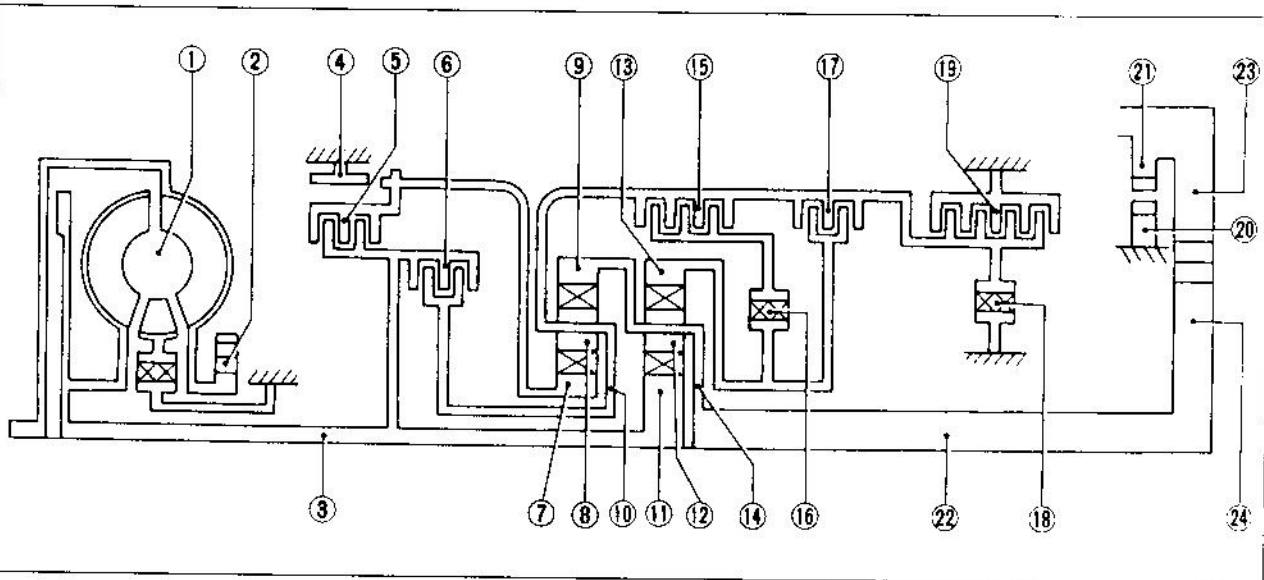 ① ② ④ ⑤ ⑥ ⑨ ⑬ ⑮ ⑰ ⑲ ㉑ ㉓
⑳
③ ⑦ ⑧ ⑩ ⑪ ⑫ ⑭ ⑯ ㉒ ⑱ ㉔